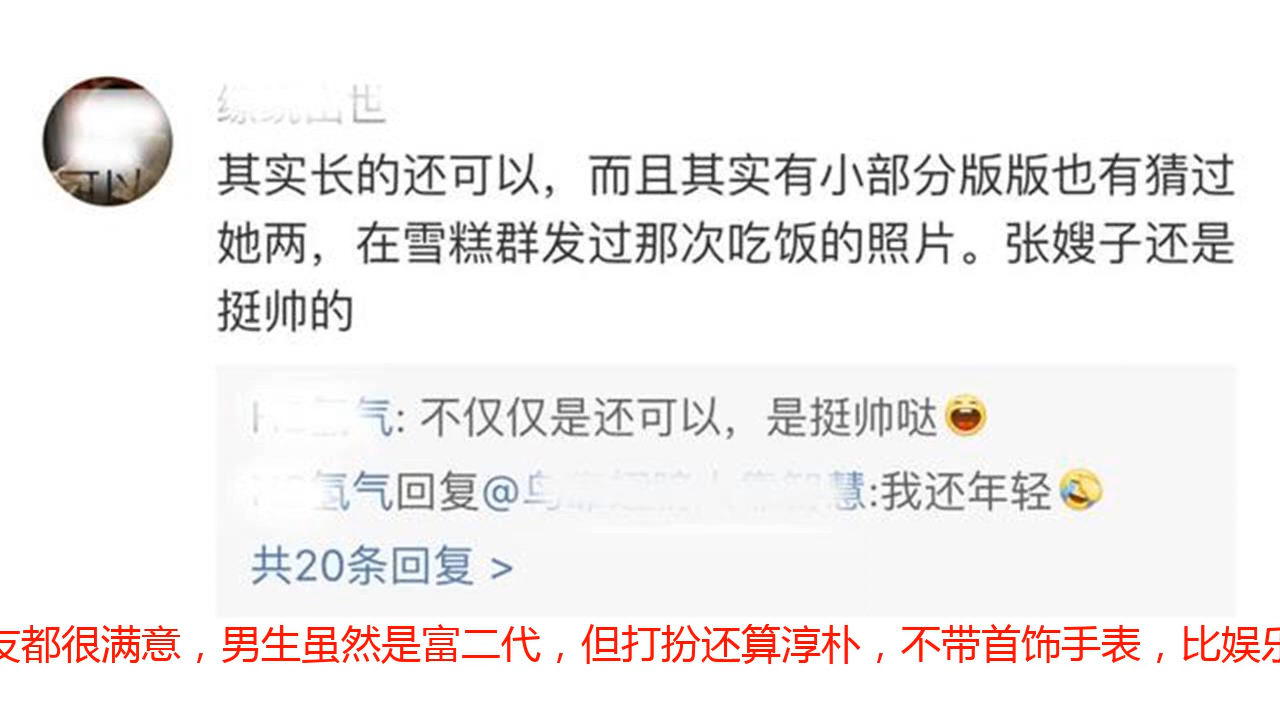 其实长的还可以，而且其实有小部分版版也有猜过
她两，在雪糕群发过那次吃饭的照片。张嫂子还是
挺帅的
气: 不仅仅是还可以，是挺帅哒
氢气回复@ 慧:我还年轻
共20条回复 >
友都很满意，男生虽然是富二代，但打扮还算淳朴，不带首饰手表，比娱乐